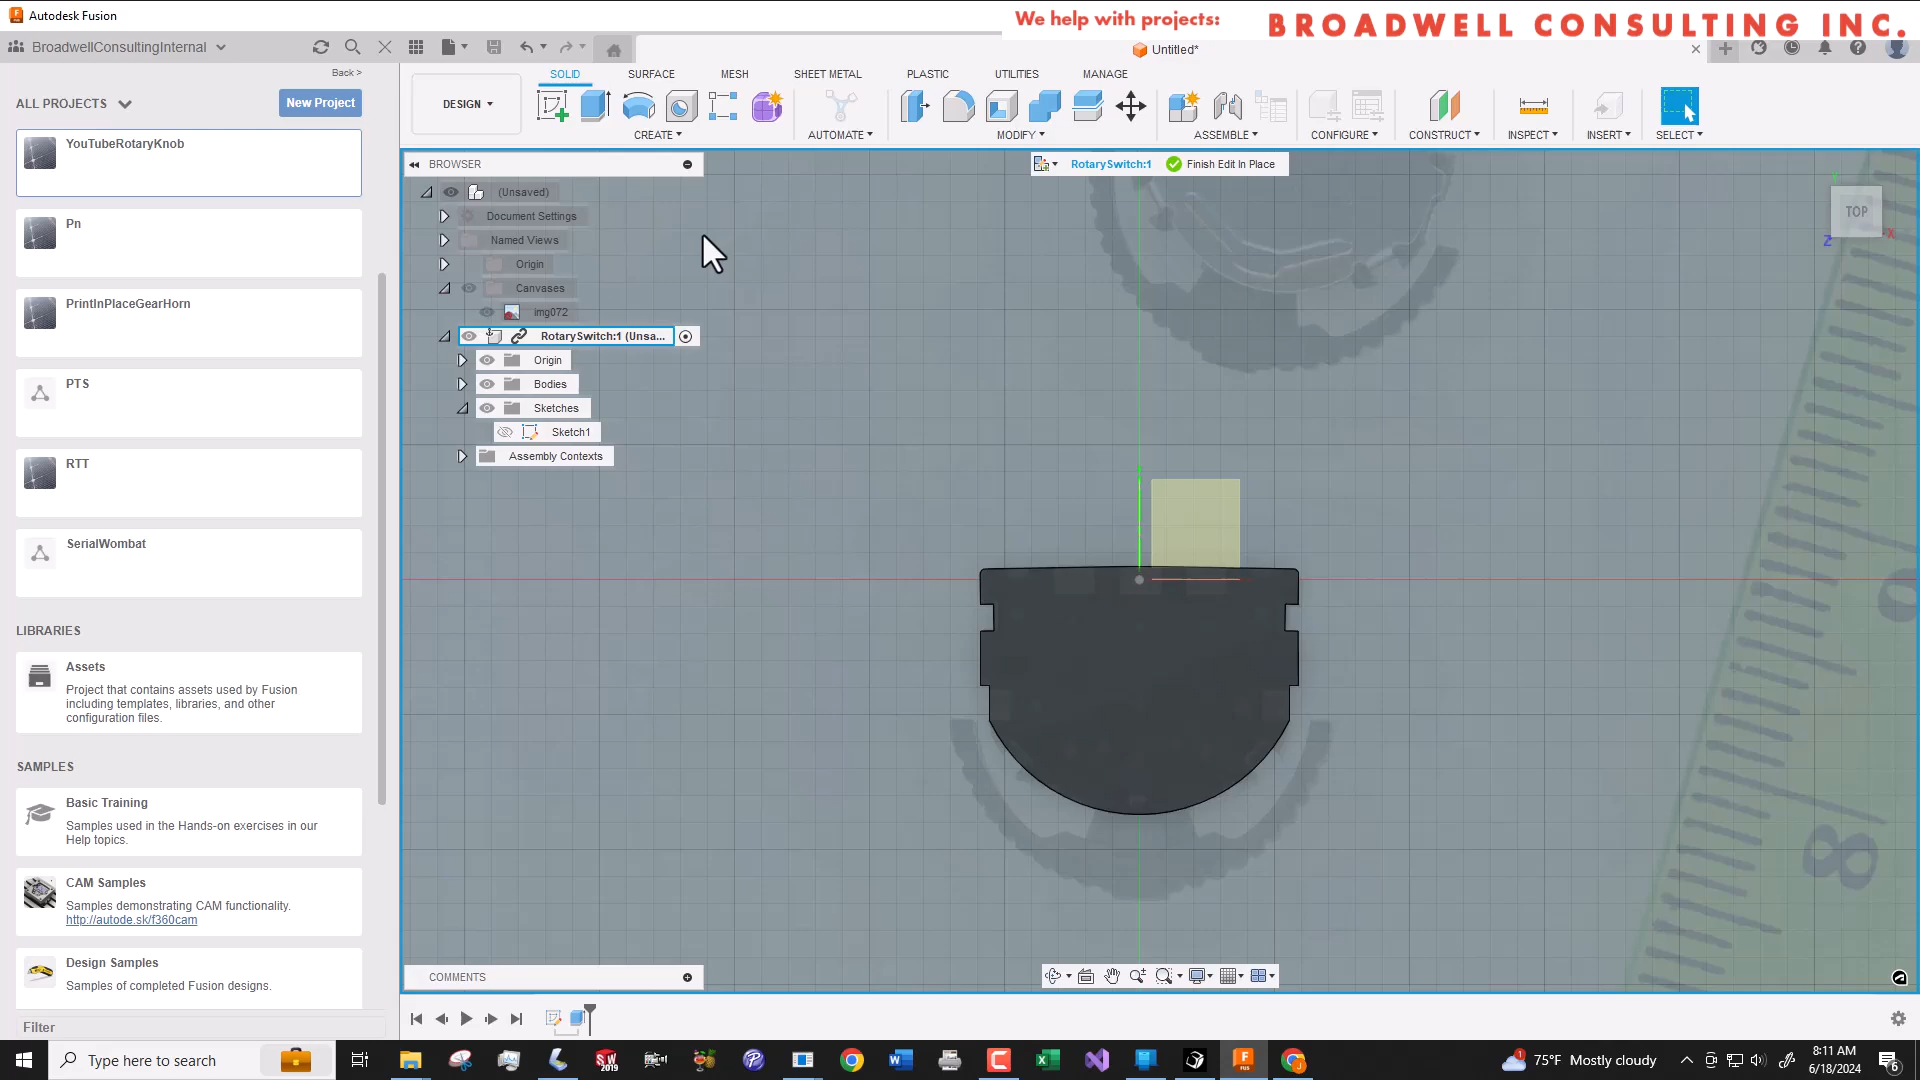 Autodesk Fusion
We help with projects:
BROADWELL CONSULTING INC.
BroadwellConsultingInternal
Untitled*
Back >
ALL PROJECTS
New Project
YouTubeRotaryKnob
Pn
PrintInPlaceGearHorn
PTS
RTT
SerialWombat
LIBRARIES
Assets
Project that contains assets used by Fusion
including templates, libraries, and other
configuration files.
SAMPLES
Basic Training
Samples used in the Hands-on exercises in our
Help topics.
CAM Samples
Samples demonstrating CAM functionality.
http://autode.sk/f360cam
Design Samples
Samples of completed Fusion designs.
Filter
DESIGN
SOLID
SURFACE
MESH
SHEET METAL
PLASTIC
UTILITIES
MANAGE
CREATE
AUTOMATE
MODIFY
ASSEMBLE
CONFIGURE
CONSTRUCT
INSPECT
INSERT
SELECT
BROWSER
(Unsaved)
Document Settings
Named Views
Origin
Canvases
img072
RotarySwitch:1 (Unsa...
Origin
Bodies
Sketches
Sketch1
Assembly Contexts
RotarySwitch:1
Finish Edit In Place
TOP
X
Z
8
COMMENTS
Type here to search
SW
2019
75°F Mostly cloudy
8:11 AM
6/18/2024
6